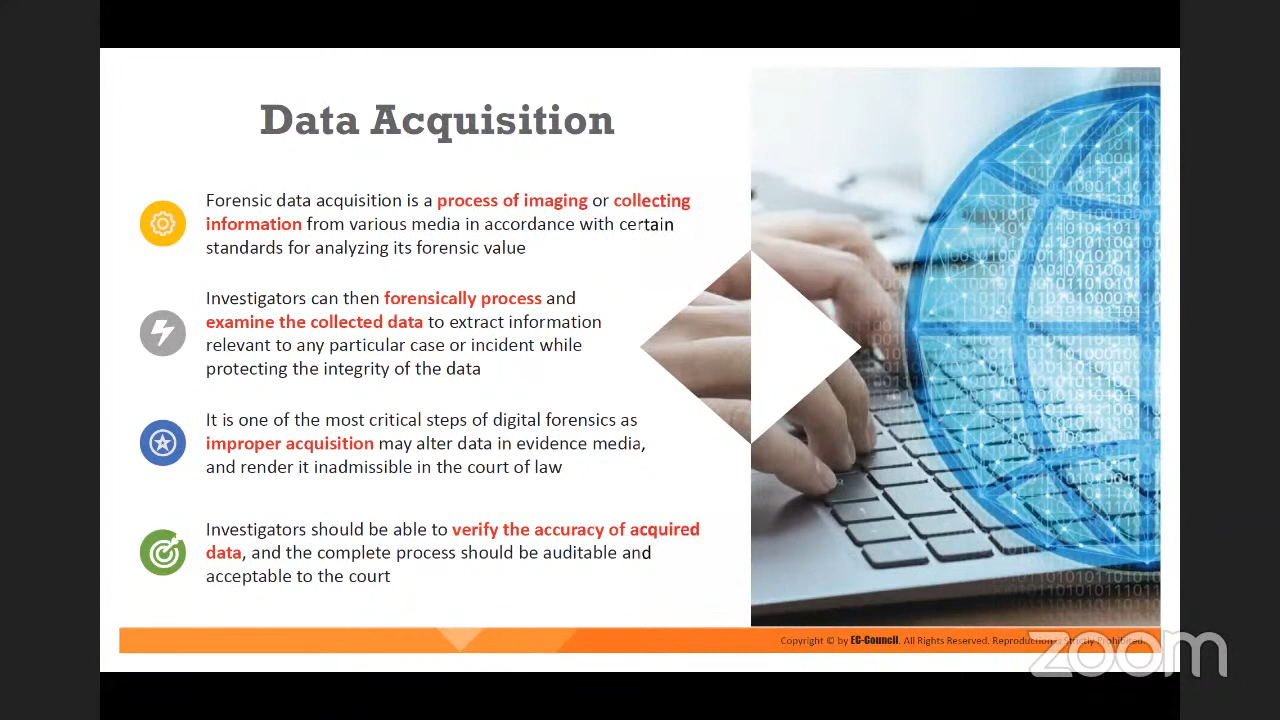 Data Acquisition
Forensic data acquisition is a process of imaging or collecting
information from various media in accordance with certain
standards for analyzing its forensic value
Investigators can then forensically process and
examine the collected data to extract information
relevant to any particular case or incident while
protecting the integrity of the data
It is one of the most critical steps of digital forensics as
improper acquisition may alter data in evidence media,
and render it inadmissible in the court of law
Investigators should be able to verify the accuracy of acquired
data, and the complete process should be auditable and
acceptable to the court
Copyright © by EC-Council. All Rights Reserved. Reproduction is Strictly Prohibited.
zoom